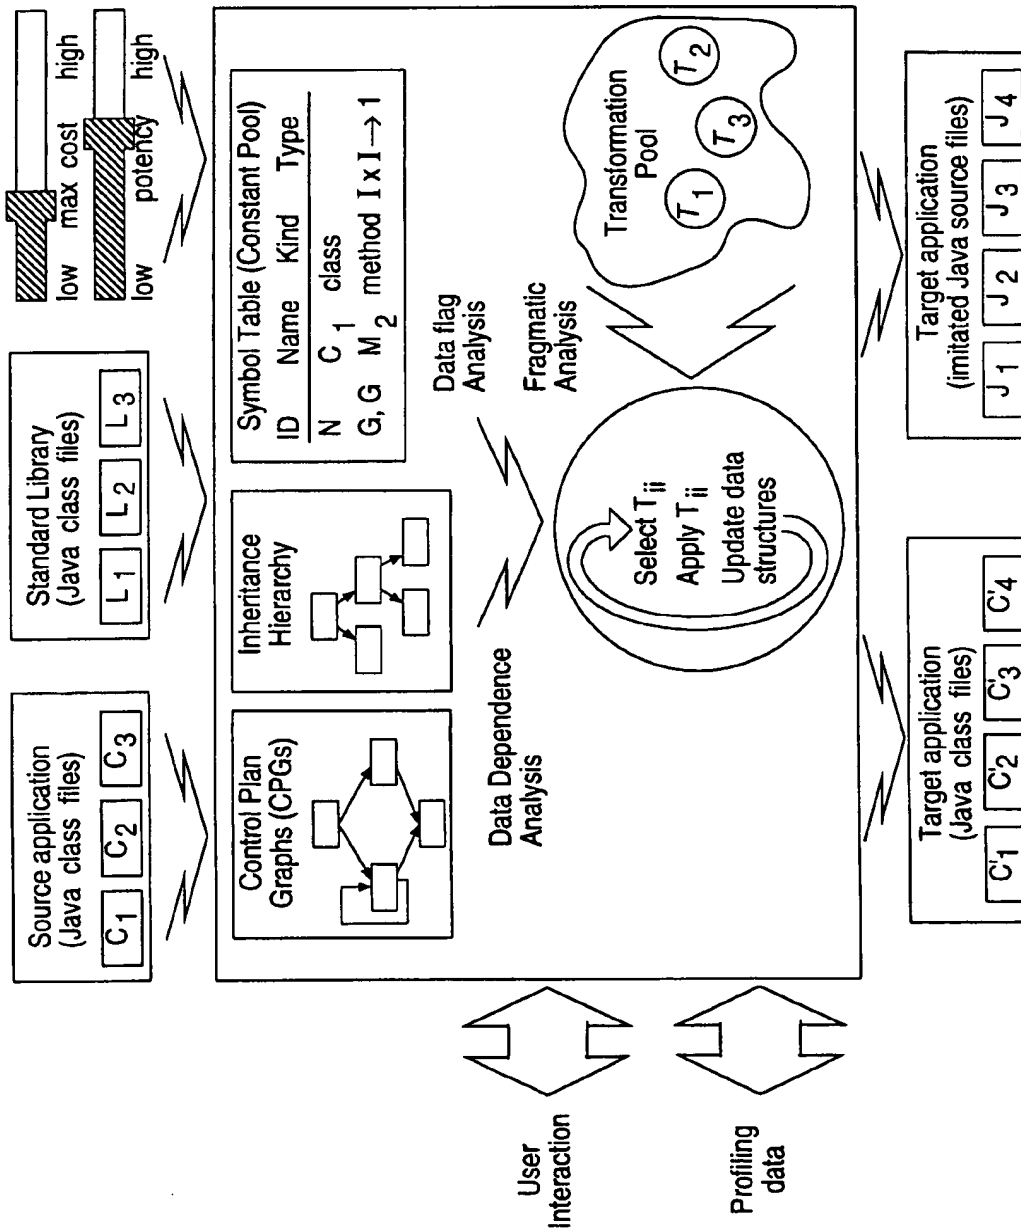 Source application
(Java class files)
C1 C2 C3
Standard Library
(Java class files)
L1 L2 L3
low max cost high
low potency high
Control Plan
Graphs (CPGs)
Inheritance
Hierarchy
Symbol Table (Constant Pool)
ID Name Kind Type
N C1 class
G, G M12 method I x I → 1
Data Dependence
Analysis
Data flag
Analysis
Fragmatic
Analysis
User
Interaction
Profiling
data
Select Tii
Apply Tii
Update data
structures
Transformation
Pool
T1 T3 T2
Target application
(Java class files)
C'1 C'2 C'3 C'4
Target application
(imitated Java source files)
J1 J2 J3 J4